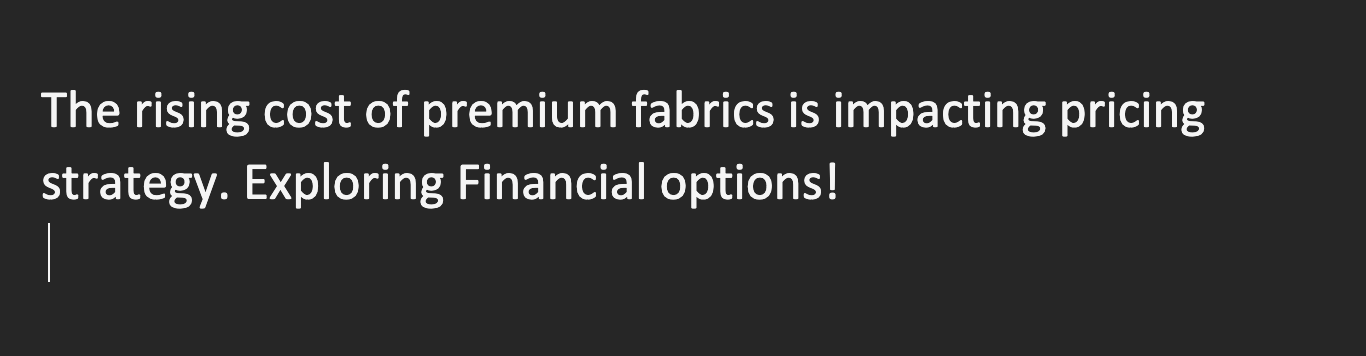 The rising cost of premium fabrics is impacting pricing
strategy. Exploring Financial options!